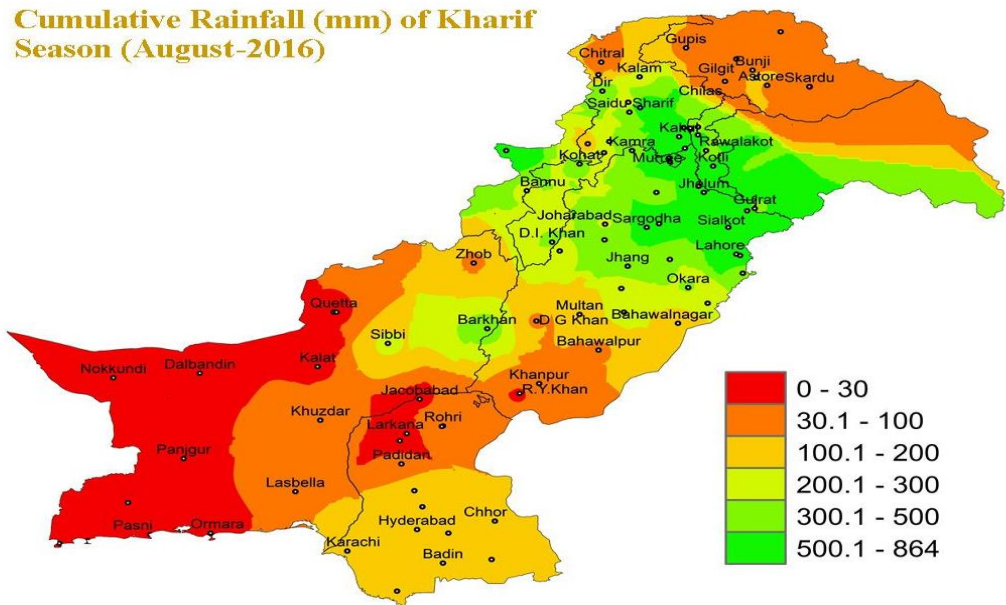 Cumulative Rainfall (mm) of Kharif
Season (August-2016)
Gupis
Chitral
Bunji
Kalam
Gilgit
Astore
Skardu
Dir
Chilas
Saidu Sharif
Kakul
Kamra
Rawalakot
Kohat
Murree
Kotli
Bannu
Jhelum
Gujrat
Joharabad
Sargodha
Sialkot
D.I. Khan
Lahore
Zhob
Jhang
Okara
Quetta
Multan
Barkhan
D G Khan
Bahawalnagar
Sibbi
Bahawalpur
Kalat
Dalbandin
Nokkundi
Khanpur
Jacobabad
R.Y.Khan
Khuzdar
Rohri
Larkana
Panjgur
Padidan
Lasbella
Pasni
Ormara
Hyderabad
Chhor
Karachi
Badin
0 - 30
30.1 - 100
100.1 - 200
200.1 - 300
300.1 - 500
500.1 - 864